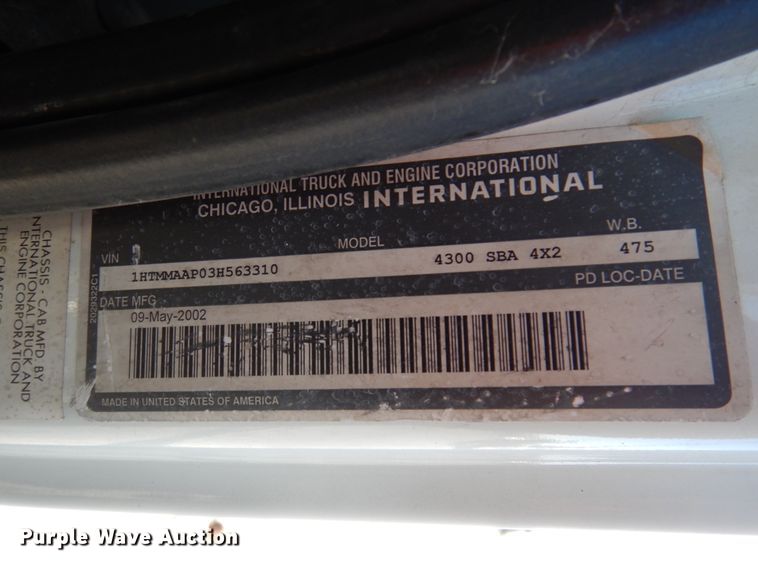 INTERNATIONAL TRUCK AND ENGINE CORPORATION
CHICAGO, ILLINOIS INTERNATIONAL
VIN MODEL W.B.
1HTMMAAP03H563310 4300 SBA 4X2 475
DATE MFG PD LOC-DATE
09-May-2002
MADE IN UNITED STATES OF AMERICA
CHASSIS - CAB MFD. BY
INTERNATIONAL TRUCK AND
ENGINE CORPORATION
THIS CHASSIS
Purple Wave Auction